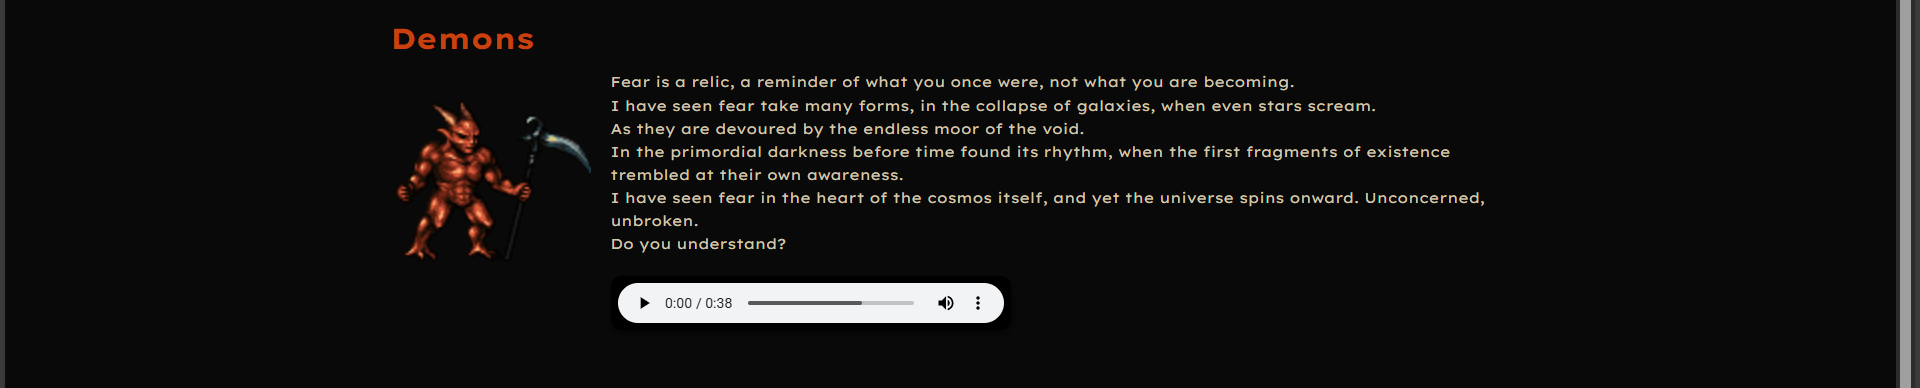 Demons
Fear is a relic, a reminder of what you once were, not what you are becoming.
I have seen fear take many forms, in the collapse of galaxies, when even stars scream.
As they are devoured by the endless moor of the void.
In the primordial darkness before time found its rhythm, when the first fragments of existence
trembled at their own awareness.
I have seen fear in the heart of the cosmos itself, and yet the universe spins onward. Unconcerned,
unbroken.
Do you understand?
0:00 / 0:38